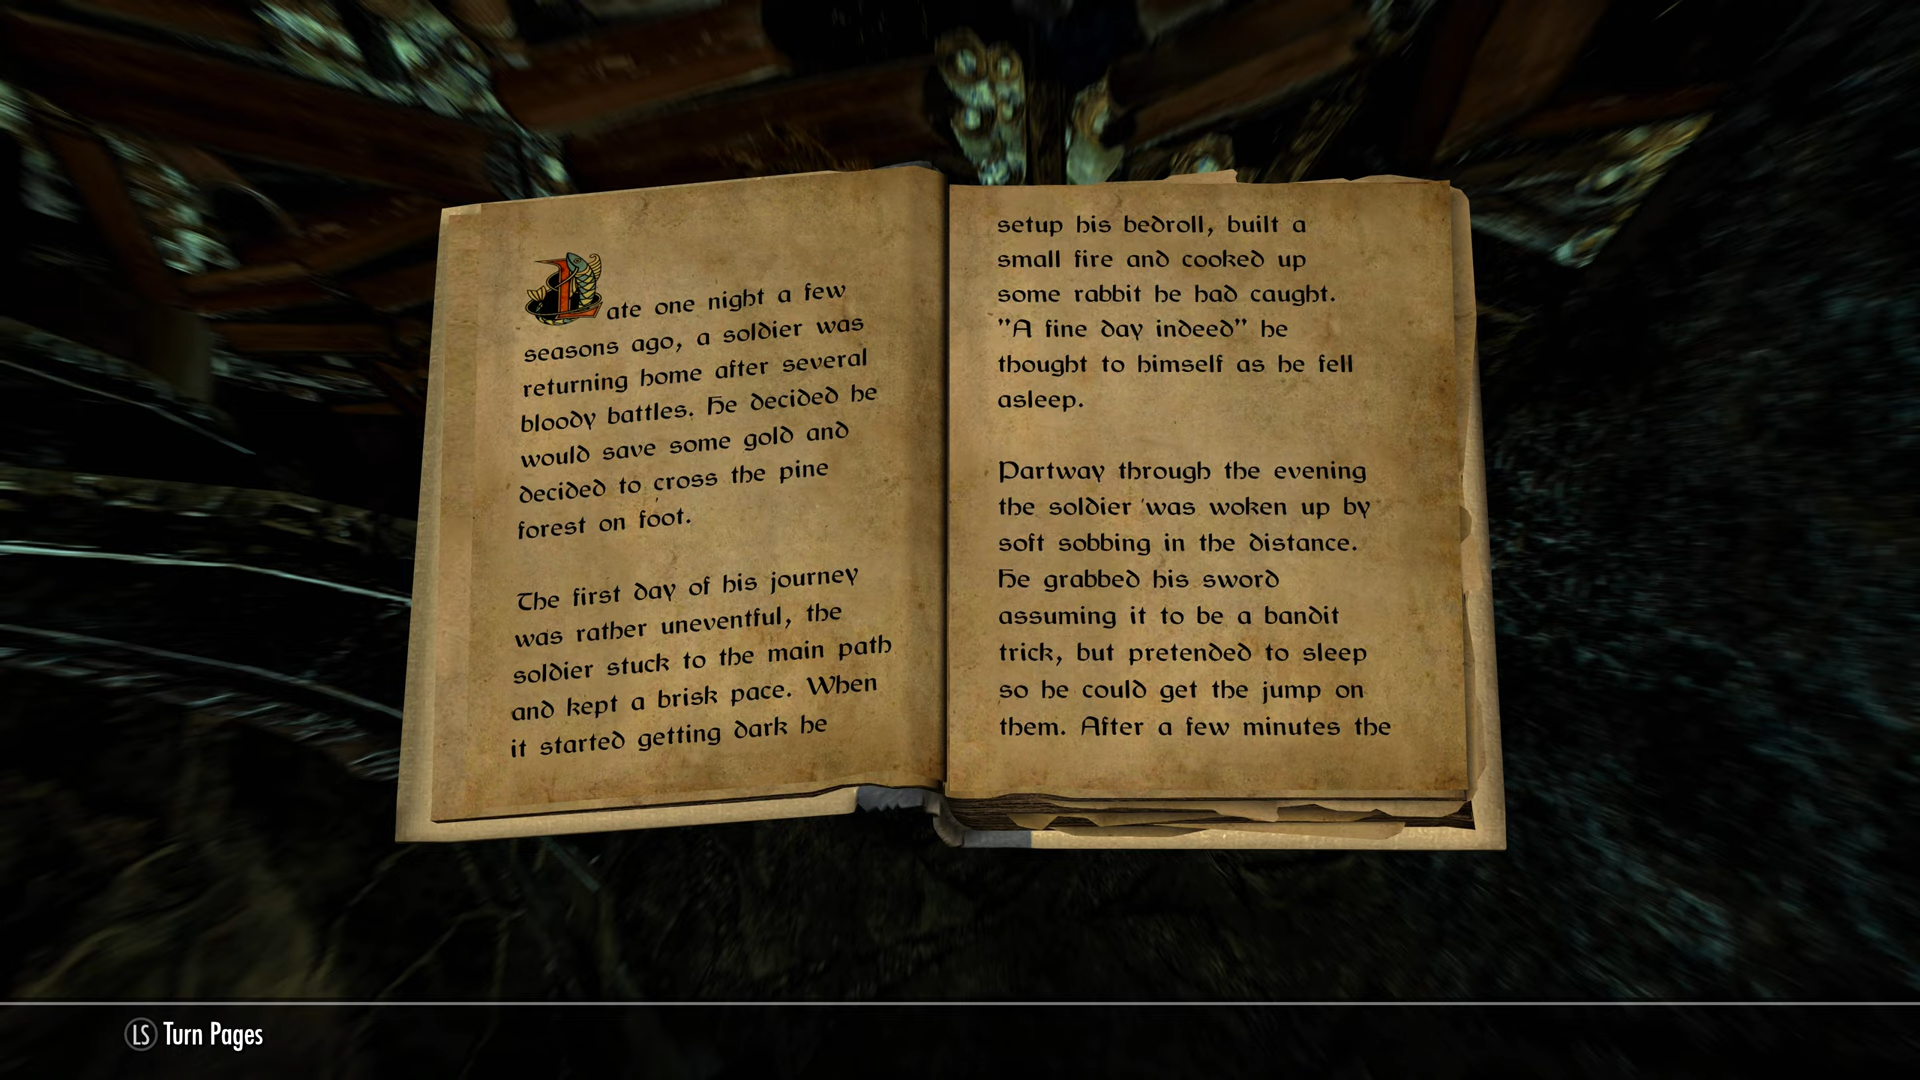 Late one night a few
seasons ago, a soldier was
returning home after several
bloody battles. He decided he
would save some gold and
decided to cross the pine
forest on foot.
The first day of his journey
was rather uneventful, the
soldier stuck to the main path
and kept a brisk pace. When
it started getting dark he
setup his bedroll, built a
small fire and cooked up
some rabbit he had caught.
"A fine day indeed" he
thought to himself as he fell
asleep.
Partway through the evening
the soldier was woken up by
soft sobbing in the distance.
He grabbed his sword
assuming it to be a bandit
trick, but pretended to sleep
so he could get the jump on
them. After a few minutes the
LS Turn Pages